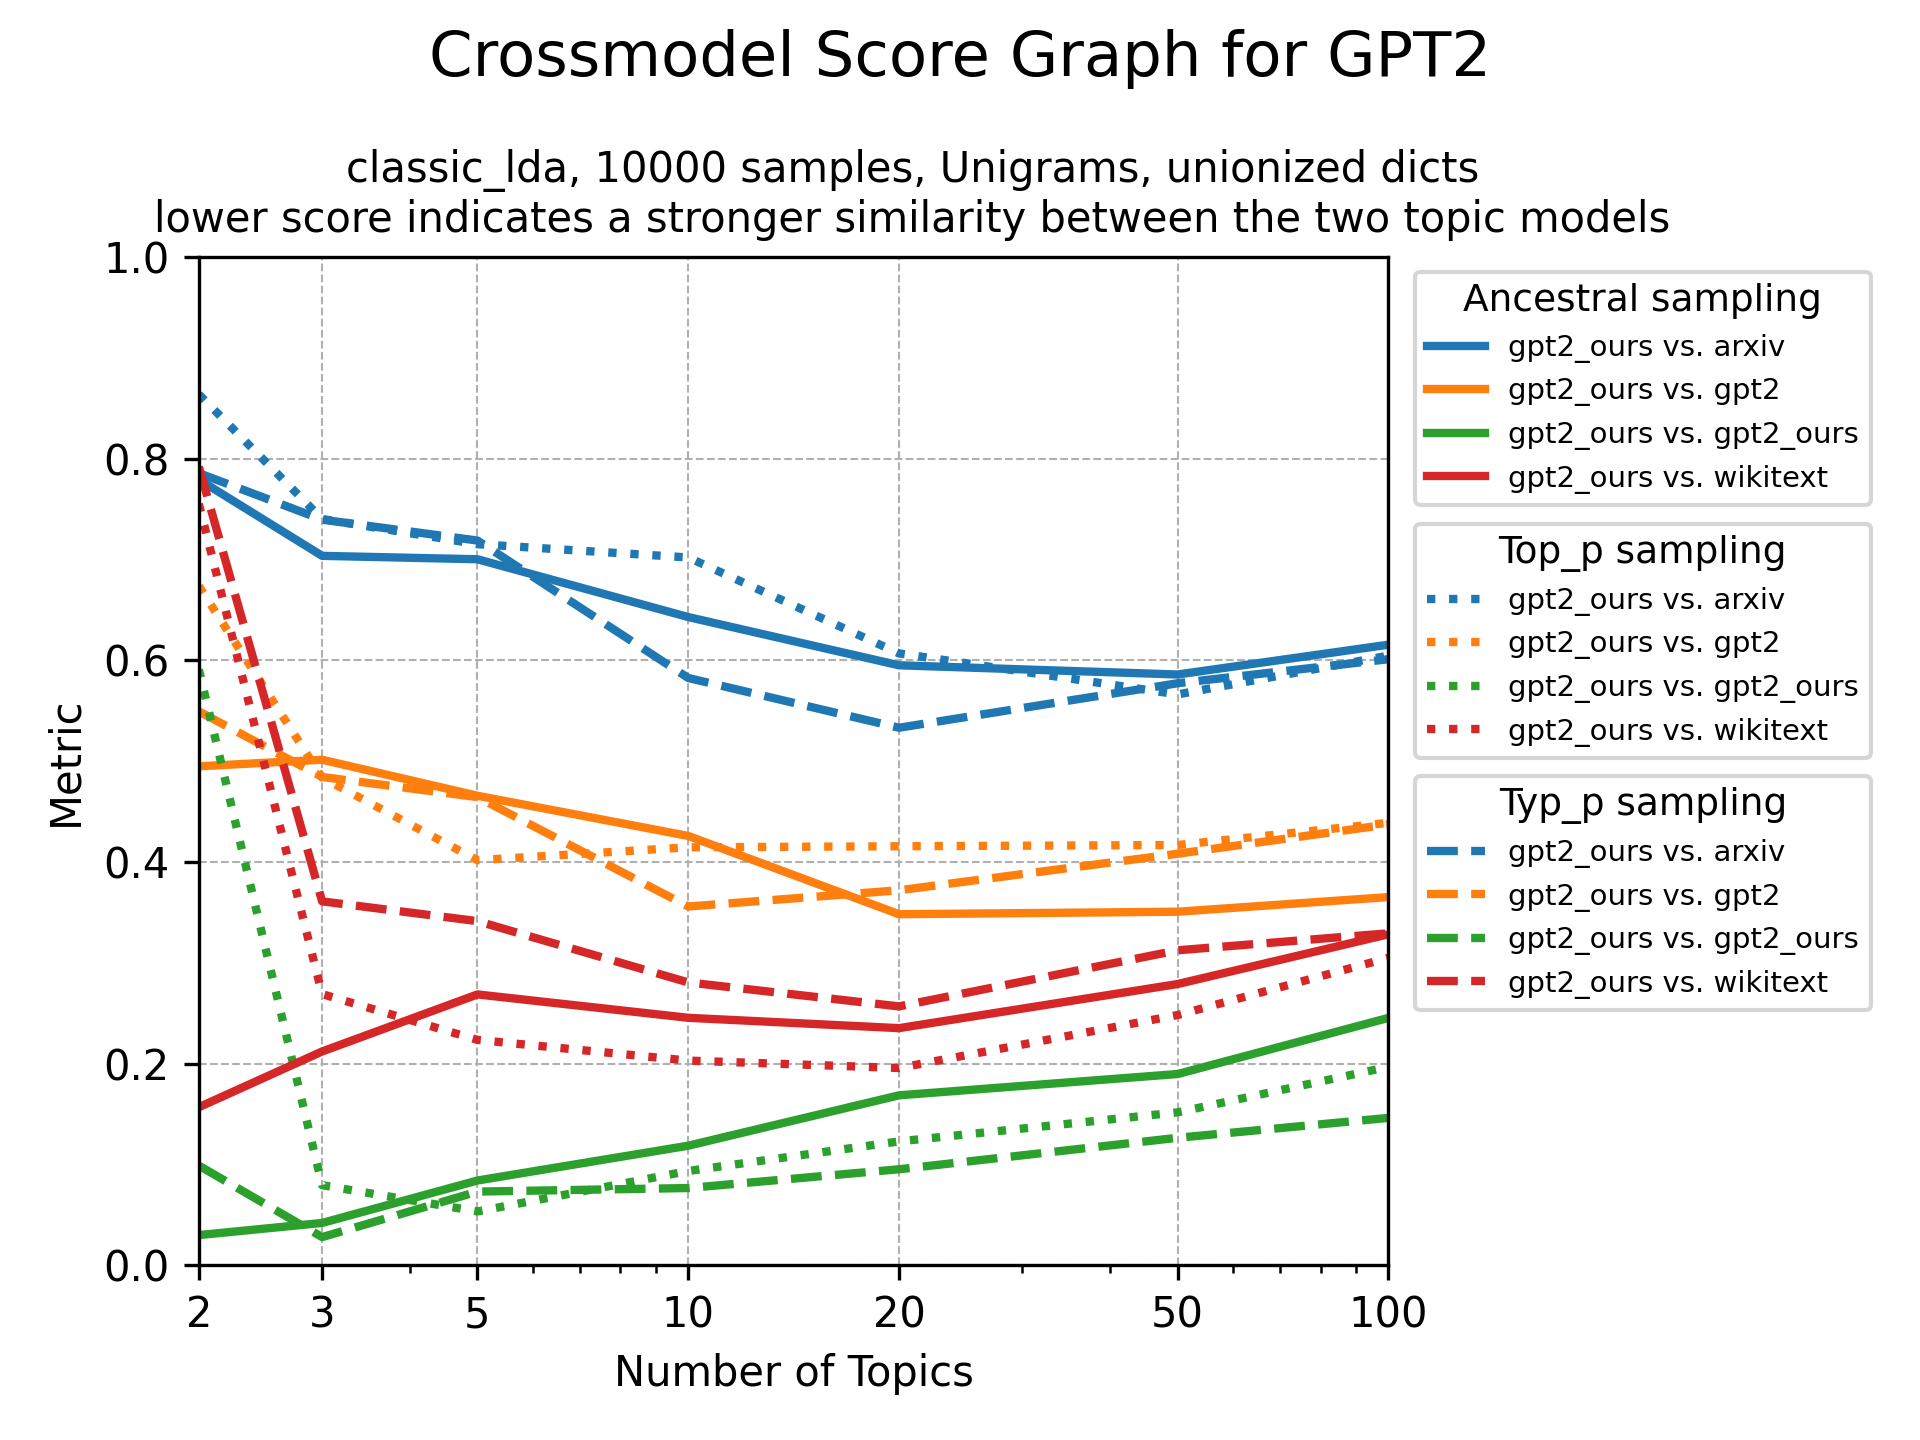 Crossmodel Score Graph for GPT2
classic_lda, 10000 samples, Unigrams, unionized dicts
lower score indicates a stronger similarity between the two topic models
1.0
0.8
0.6
0.4
0.2
0.0
Metric
2 3 5 10 20 50 100
Number of Topics
Ancestral sampling
gpt2_ours vs. arxiv
gpt2_ours vs. gpt2
gpt2_ours vs. gpt2_ours
gpt2_ours vs. wikitext
Top_p sampling
gpt2_ours vs. arxiv
gpt2_ours vs. gpt2
gpt2_ours vs. gpt2_ours
gpt2_ours vs. wikitext
Typ_p sampling
gpt2_ours vs. arxiv
gpt2_ours vs. gpt2
gpt2_ours vs. gpt2_ours
gpt2_ours vs. wikitext